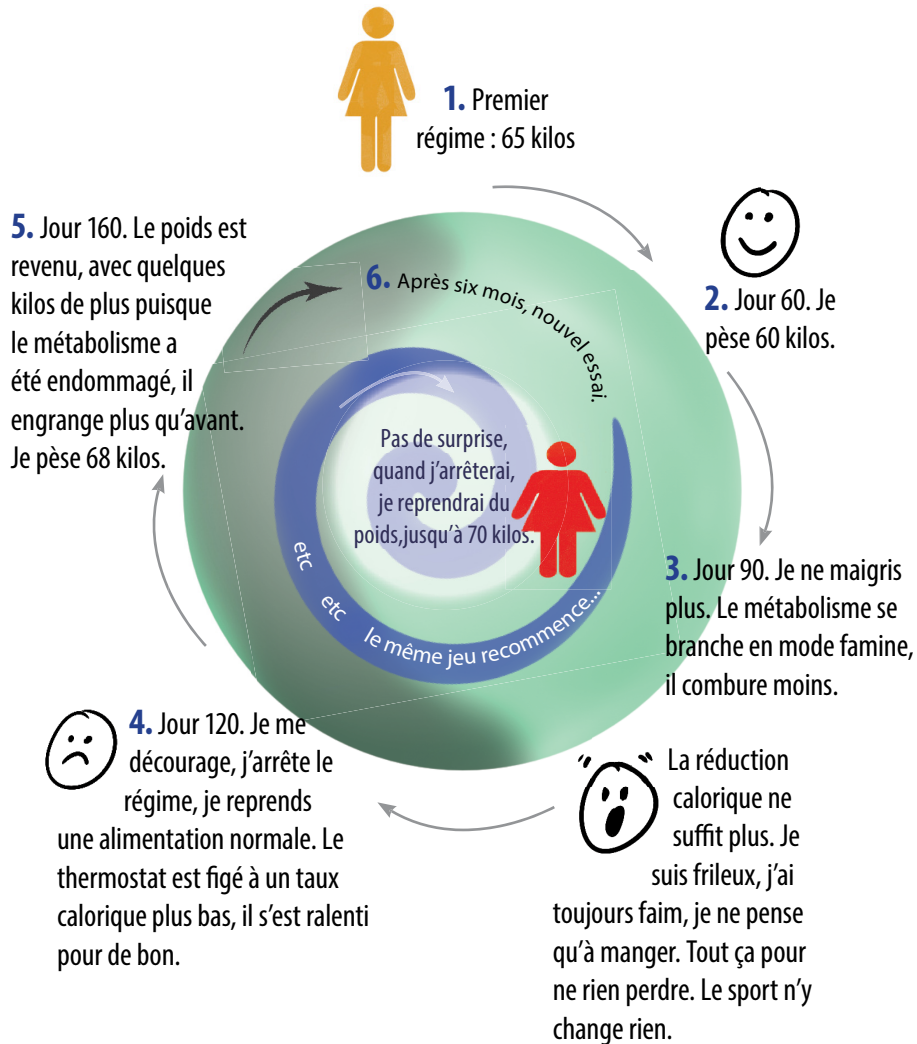 1. Premier
régime : 65 kilos
2. Jour 60. Je
pèse 60 kilos.
3. Jour 90. Je ne maigris
plus. Le métabolisme se
branche en mode famine,
il combure moins.
La réduction
calorique ne
suffit plus. Je
suis frileux, j’ai
toujours faim, je ne pense
qu’à manger. Tout ça pour
ne rien perdre. Le sport n’y
change rien.
4. Jour 120. Je me
décourage, j’arrête le
régime, je reprends
une alimentation normale. Le
thermostat est figé à un taux
calorique plus bas, il s’est ralenti
pour de bon.
5. Jour 160. Le poids est
revenu, avec quelques
kilos de plus puisque
le métabolisme a
été endommagé, il
engrange plus qu’avant.
Je pèse 68 kilos.
6. Après six mois, nouvel essai.
Pas de surprise,
quand j’arrêterai,
je reprendrai du
poids,jusqu’à 70 kilos.
etc etc le même jeu recommence...